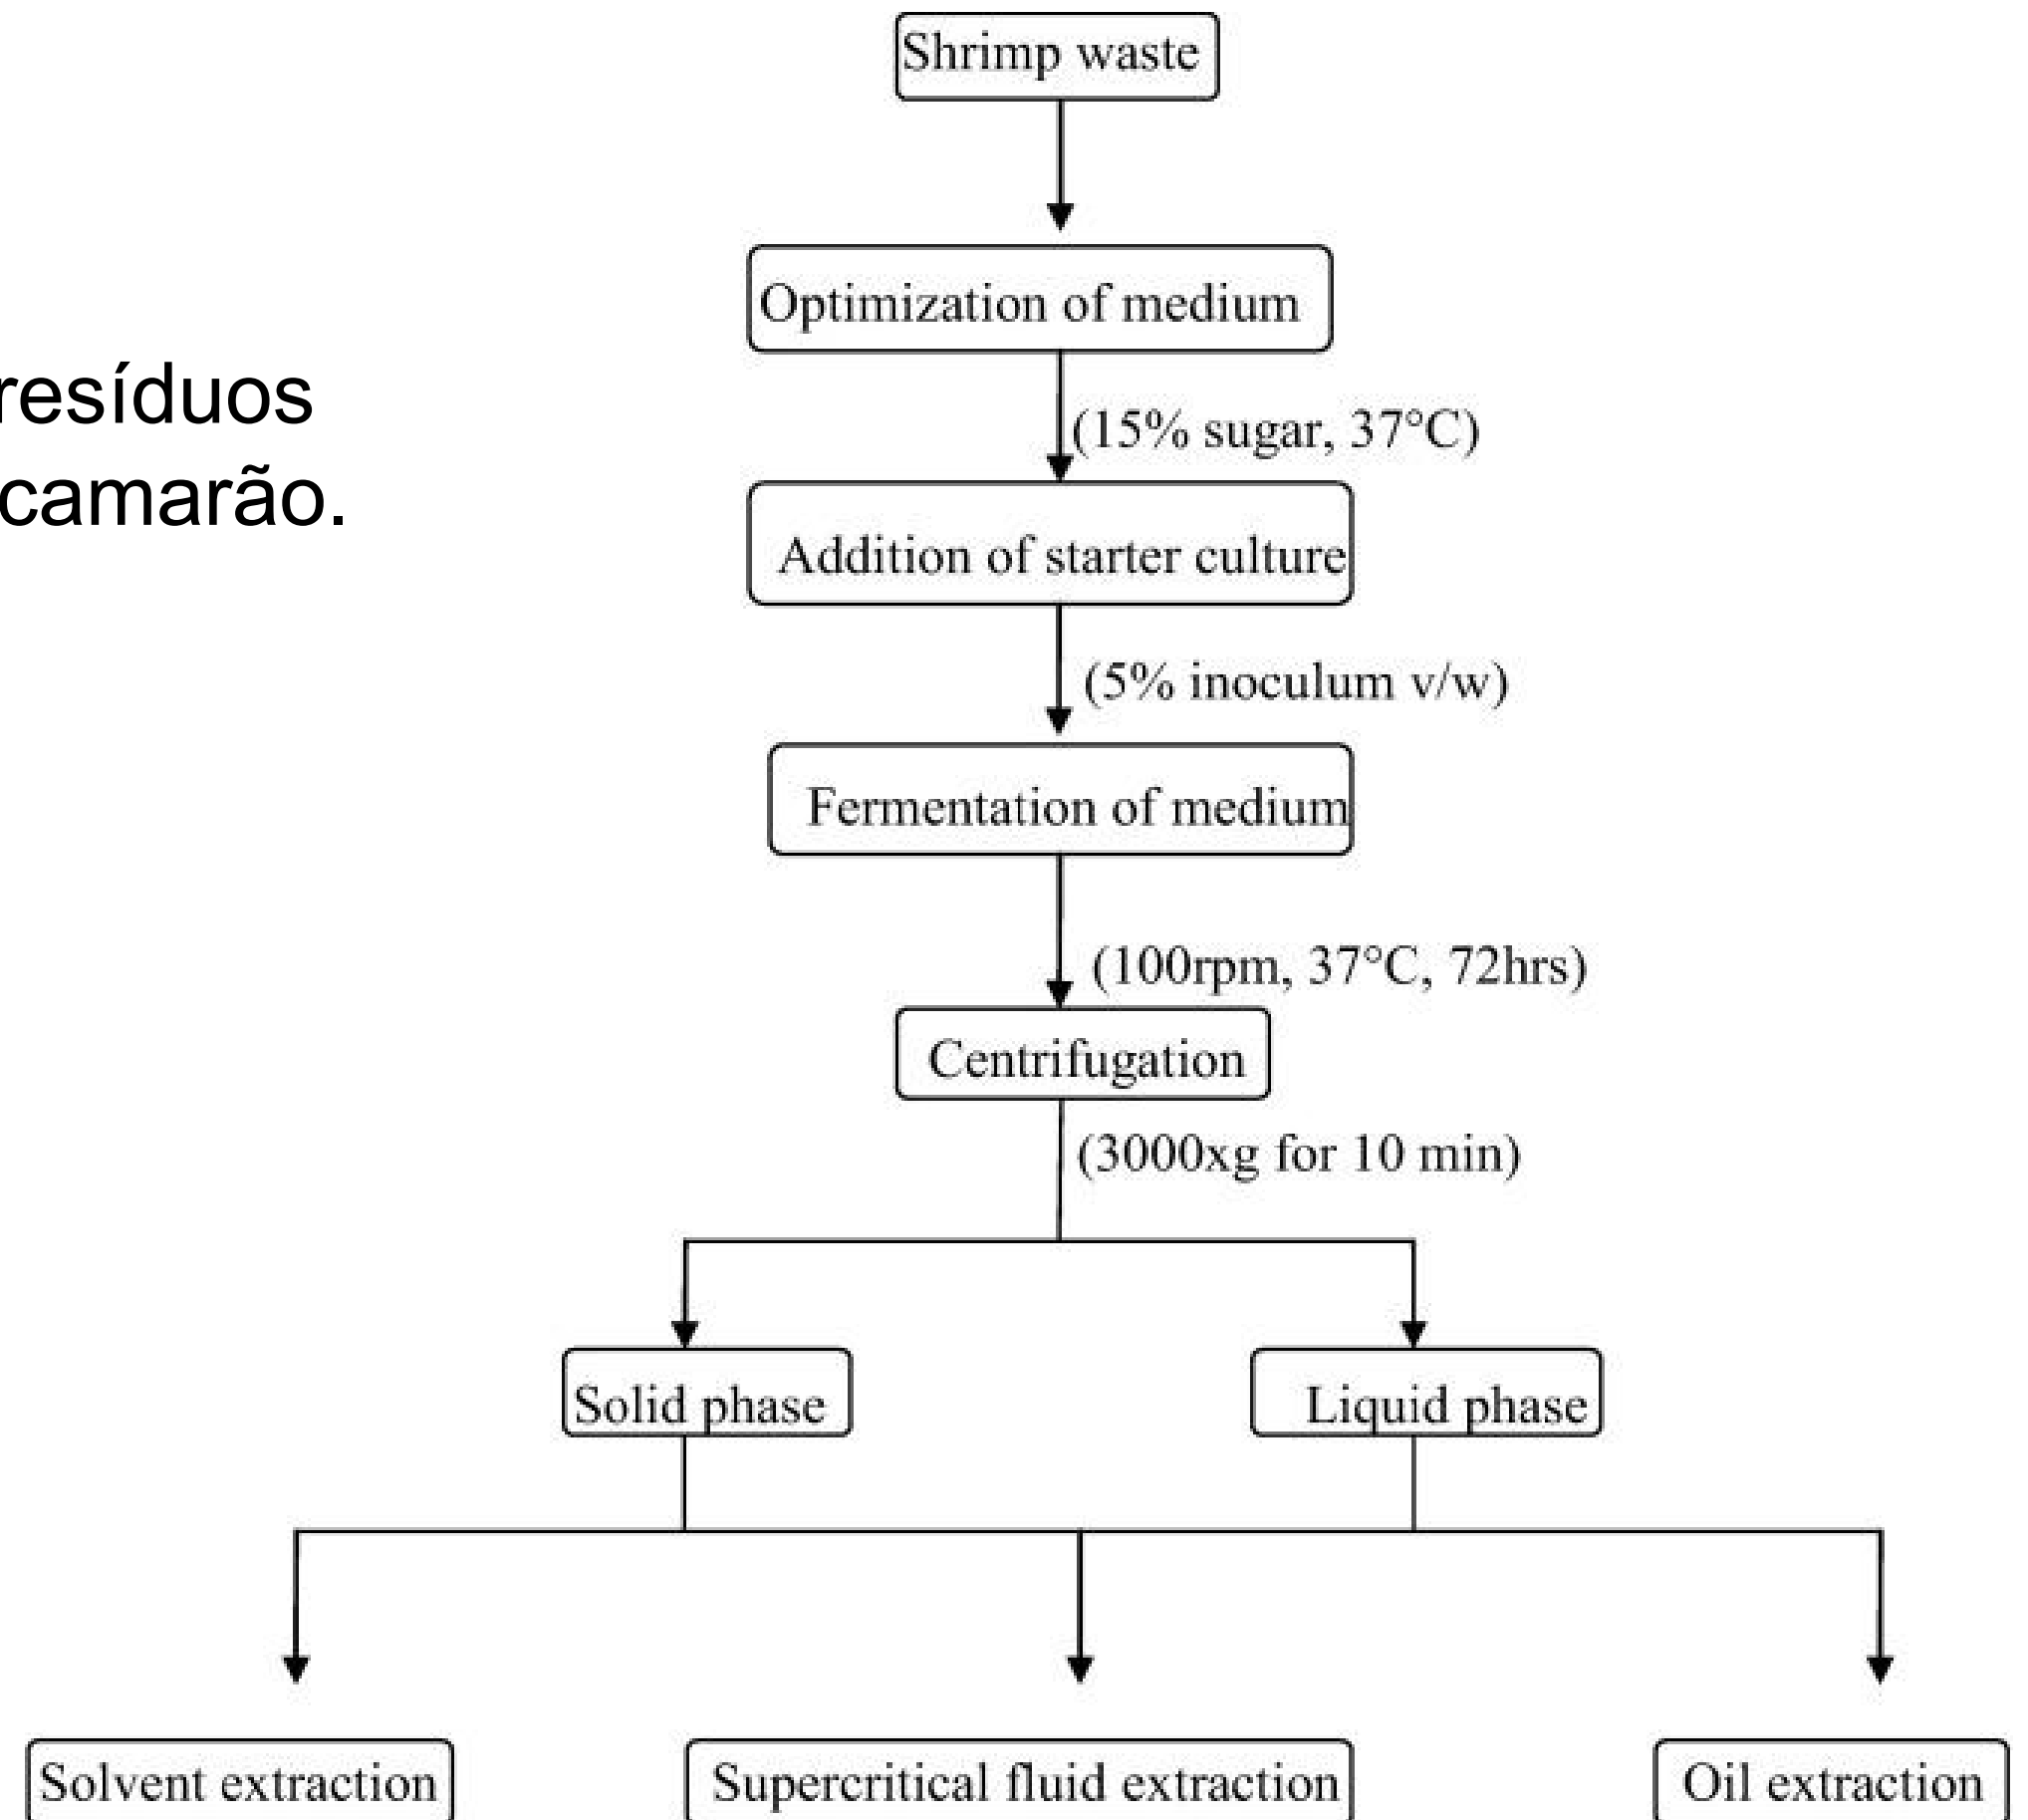 Shrimp waste
Optimization of medium
resíduos
camarão.
(15% sugar, 37°C)
Addition of starter culture
(5% inoculum v/w)
Fermentation of medium
(100rpm, 37°C, 72hrs)
Centrifugation
(3000xg for 10 min)
Solid phase
Liquid phase
Solvent extraction
Supercritical fluid extraction
Oil extraction